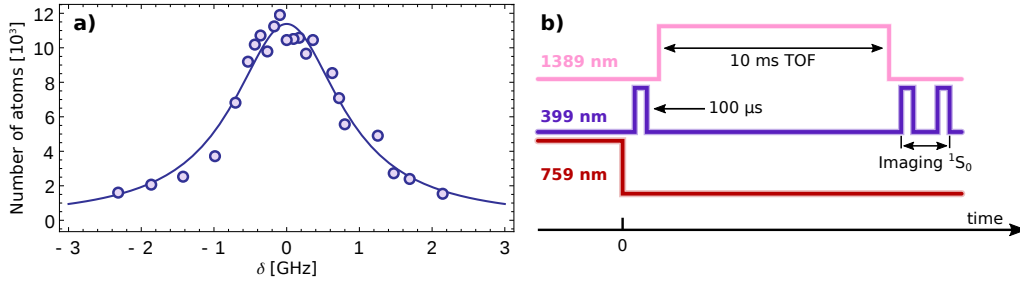 a)
Number of atoms [10³]
12
10
8
6
4
2
0
- 3 - 2 - 1 0 1 2 3
δ [GHz]
b)
1389 nm
10 ms TOF
399 nm
100 µs
Imaging ¹S₀
759 nm
time
0